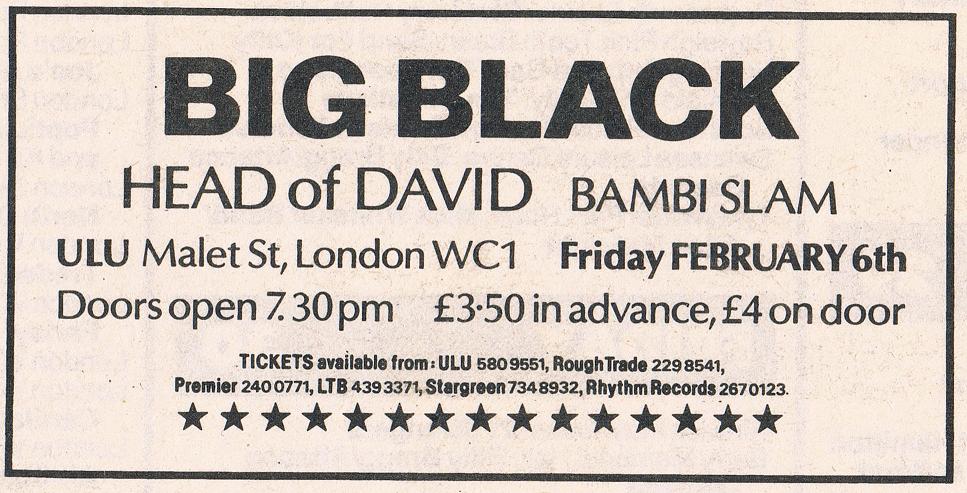 BIG BLACK
HEAD of DAVID BAMBI SLAM
ULU Malet St, London WC1 Friday FEBRUARY 6th
Doors open 7.30pm £3·50 in advance, £4 on door
TICKETS available from: ULU 580 9551, Rough Trade 229 8541,
Premier 240 0771, LTB 439 3371, Stargreen 734 8932, Rhythm Records 267 0123.